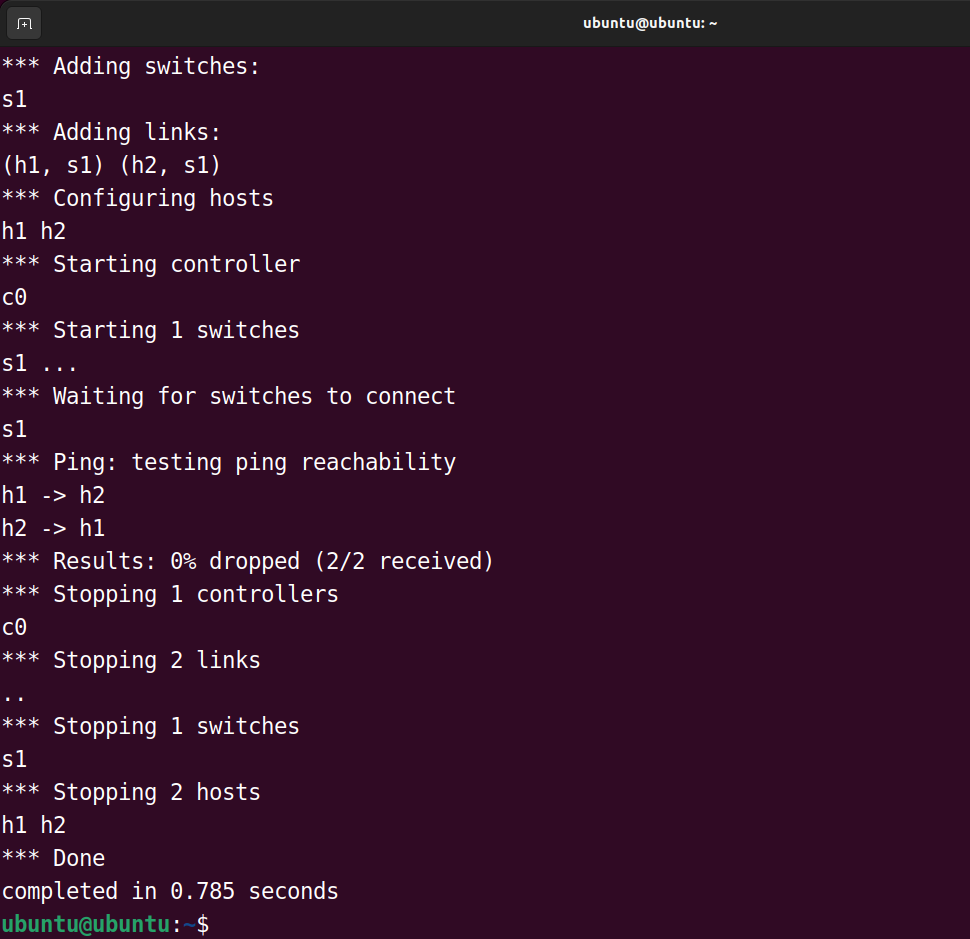 ubuntu@ubuntu: ~
*** Adding switches:
s1
*** Adding links:
(h1, s1) (h2, s1)
*** Configuring hosts
h1 h2
*** Starting controller
c0
*** Starting 1 switches
s1 ...
*** Waiting for switches to connect
s1
*** Ping: testing ping reachability
h1 -> h2
h2 -> h1
*** Results: 0% dropped (2/2 received)
*** Stopping 1 controllers
c0
*** Stopping 2 links
..
*** Stopping 1 switches
s1
*** Stopping 2 hosts
h1 h2
*** Done
completed in 0.785 seconds
ubuntu@ubuntu:~$